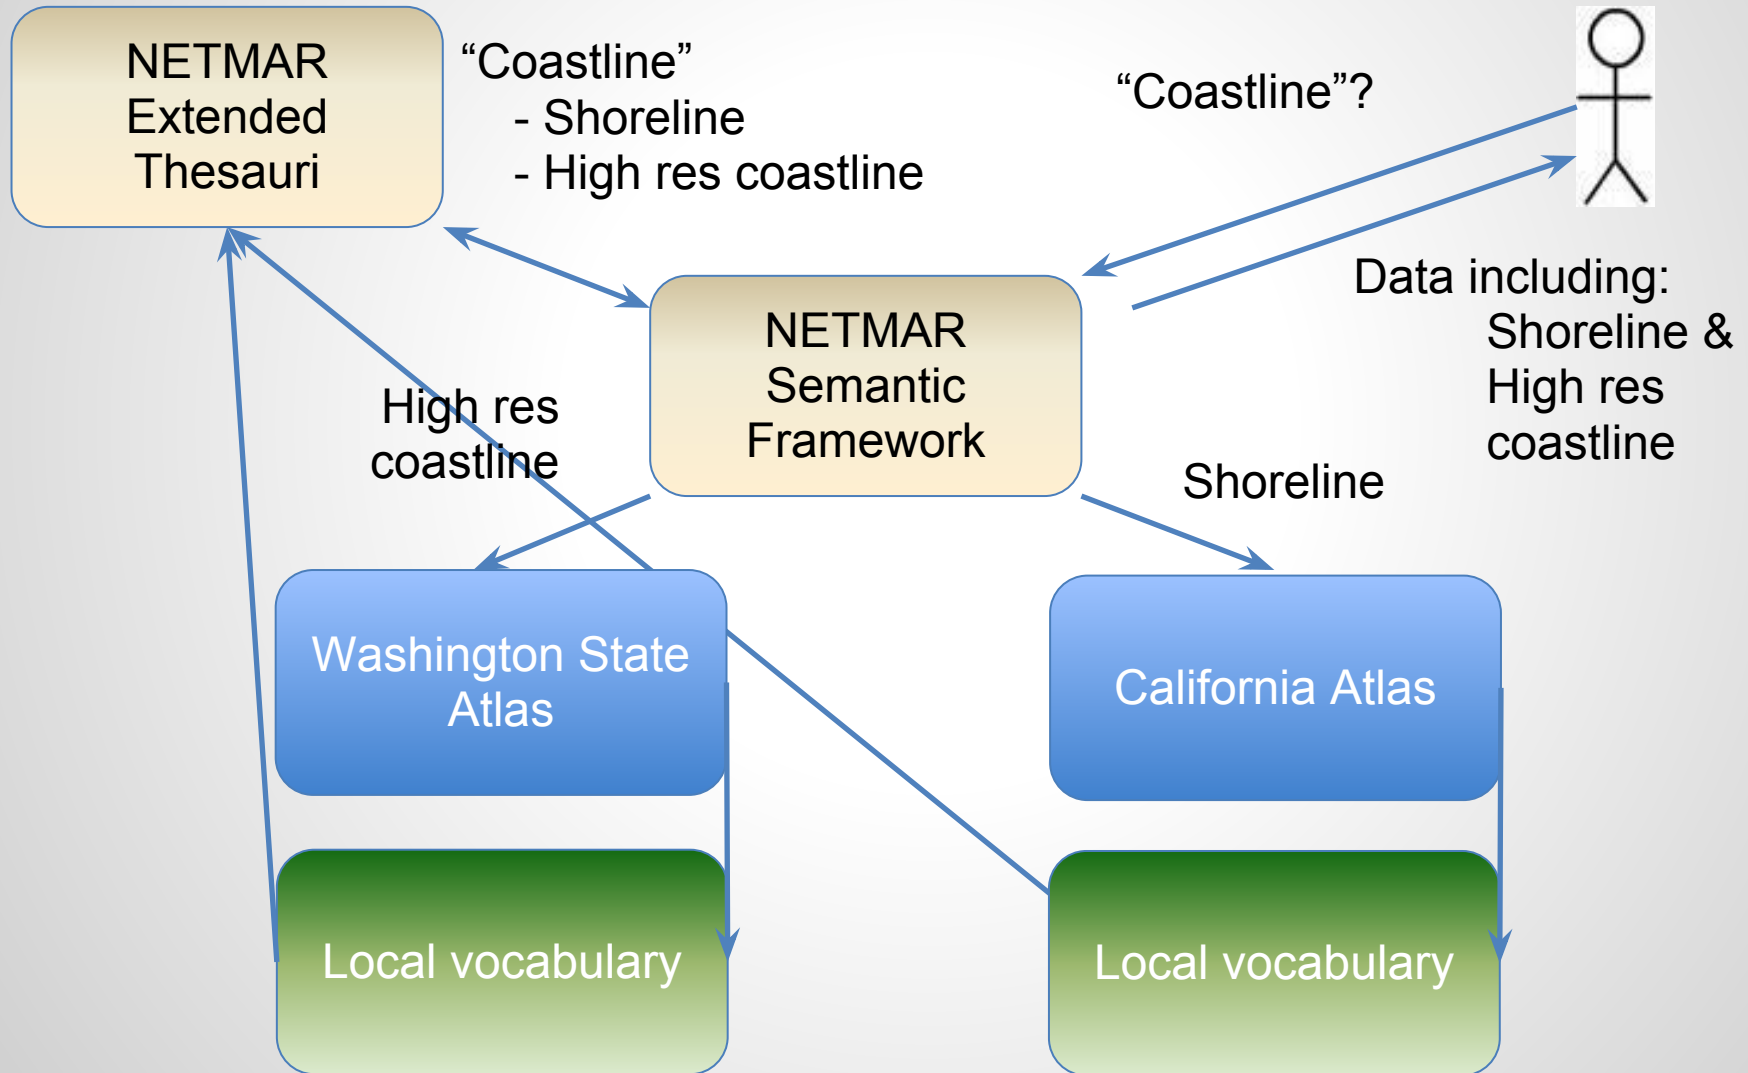 NETMAR
Extended
Thesauri
“Coastline”
- Shoreline
- High res coastline
“Coastline”?
Data including:
Shoreline &
High res
coastline
NETMAR
Semantic
Framework
High res
coastline
Shoreline
Washington State
Atlas
California Atlas
Local vocabulary
Local vocabulary